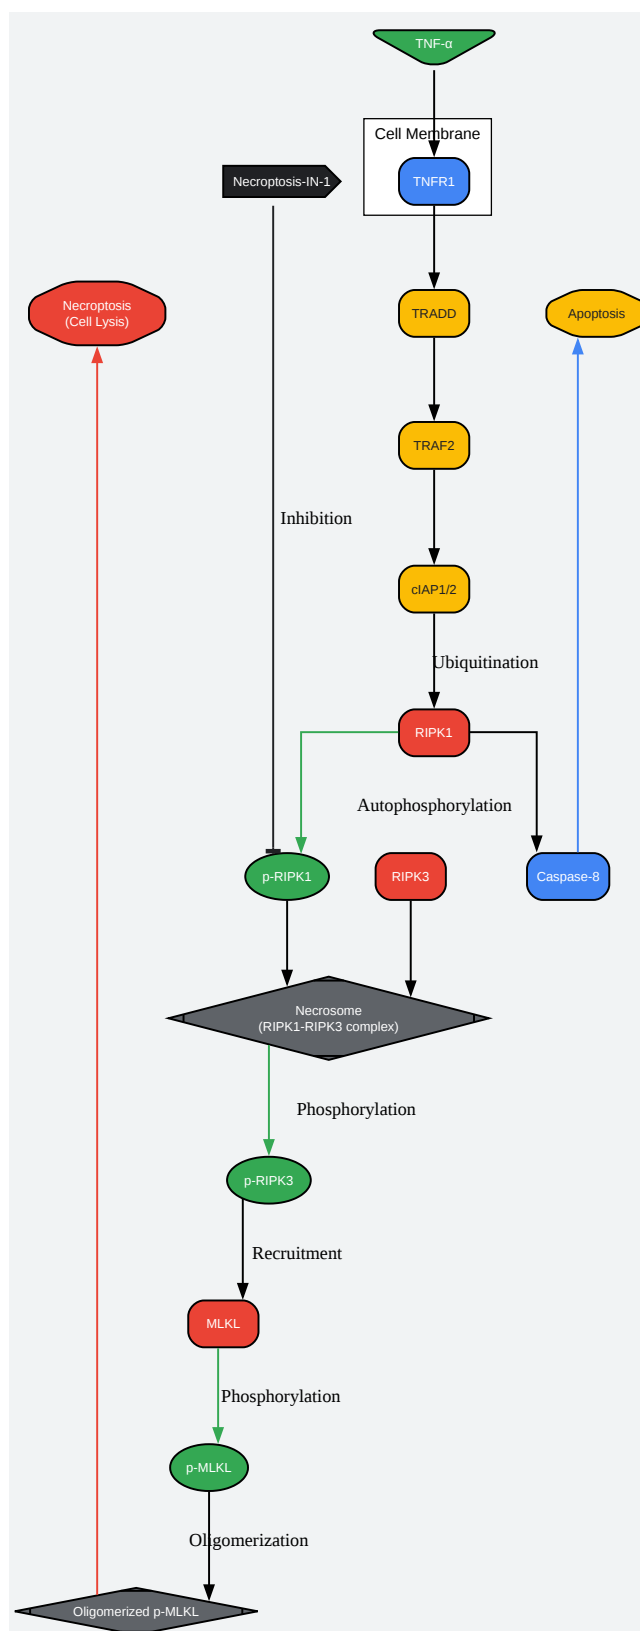 TNF-α
Cell Membrane
Necroptosis-IN-1
TNFR1
Necroptosis
(Cell Lysis)
TRADD
Apoptosis
TRAF2
Inhibition
cIAP1/2
Ubiquitination
RIPK1
Autophosphorylation
p-RIPK1
RIPK3
Caspase-8
Necrosome
(RIPK1-RIPK3 complex)
Phosphorylation
p-RIPK3
Recruitment
MLKL
Phosphorylation
p-MLKL
Oligomerization
Oligomerized p-MLKL